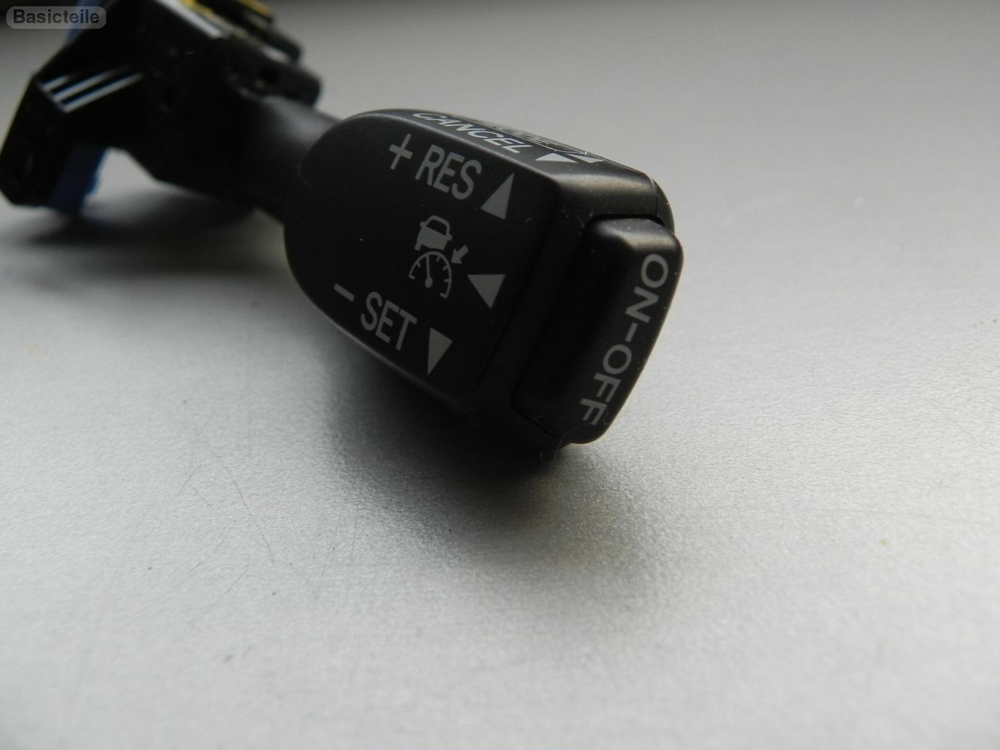 Basicteile
CANCEL
+ RES
- SET
ON-OFF